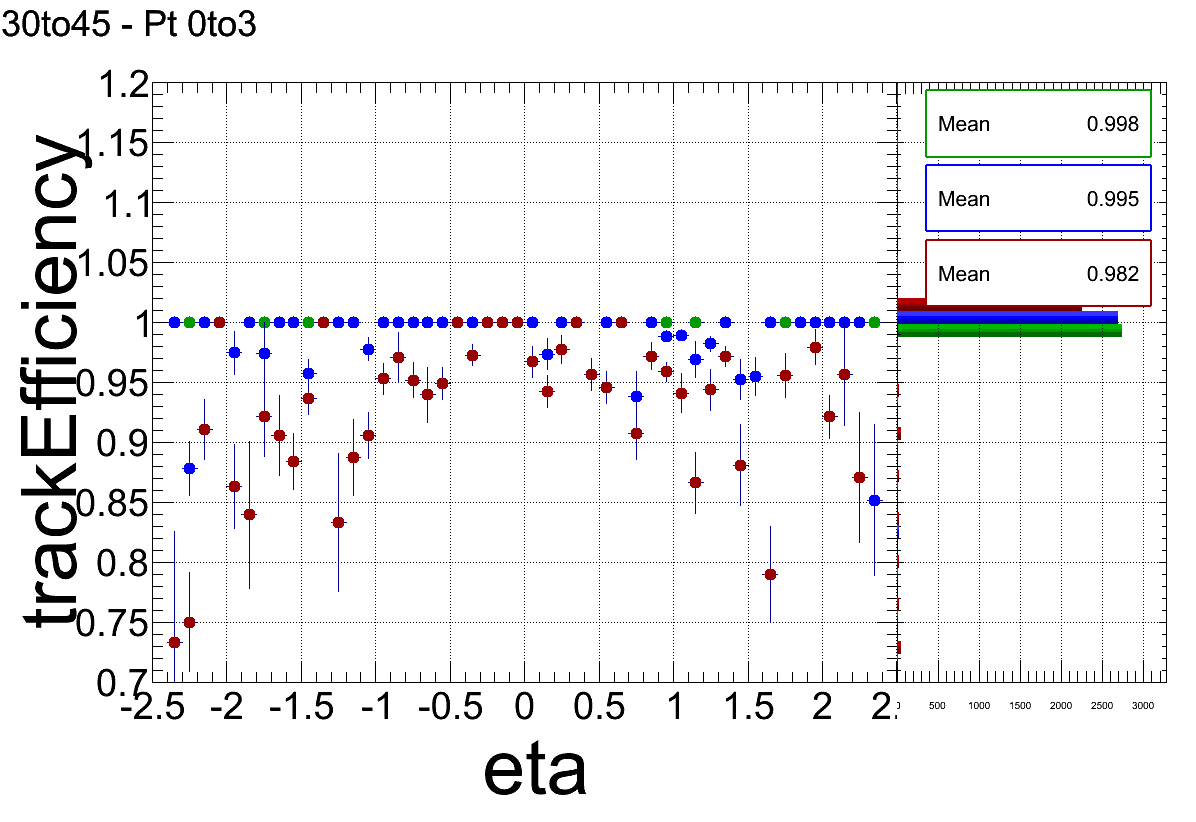 30to45 - Pt 0to3
trackEfficiency
1.2
1.15
1.1
1.05
1
0.95
0.9
0.85
0.8
0.75
0.7
-2.5 -2 -1.5 -1 -0.5 0 0.5 1 1.5 2 2.
eta
Mean 0.998
Mean 0.995
Mean 0.982
0 500 1000 1500 2000 2500 3000